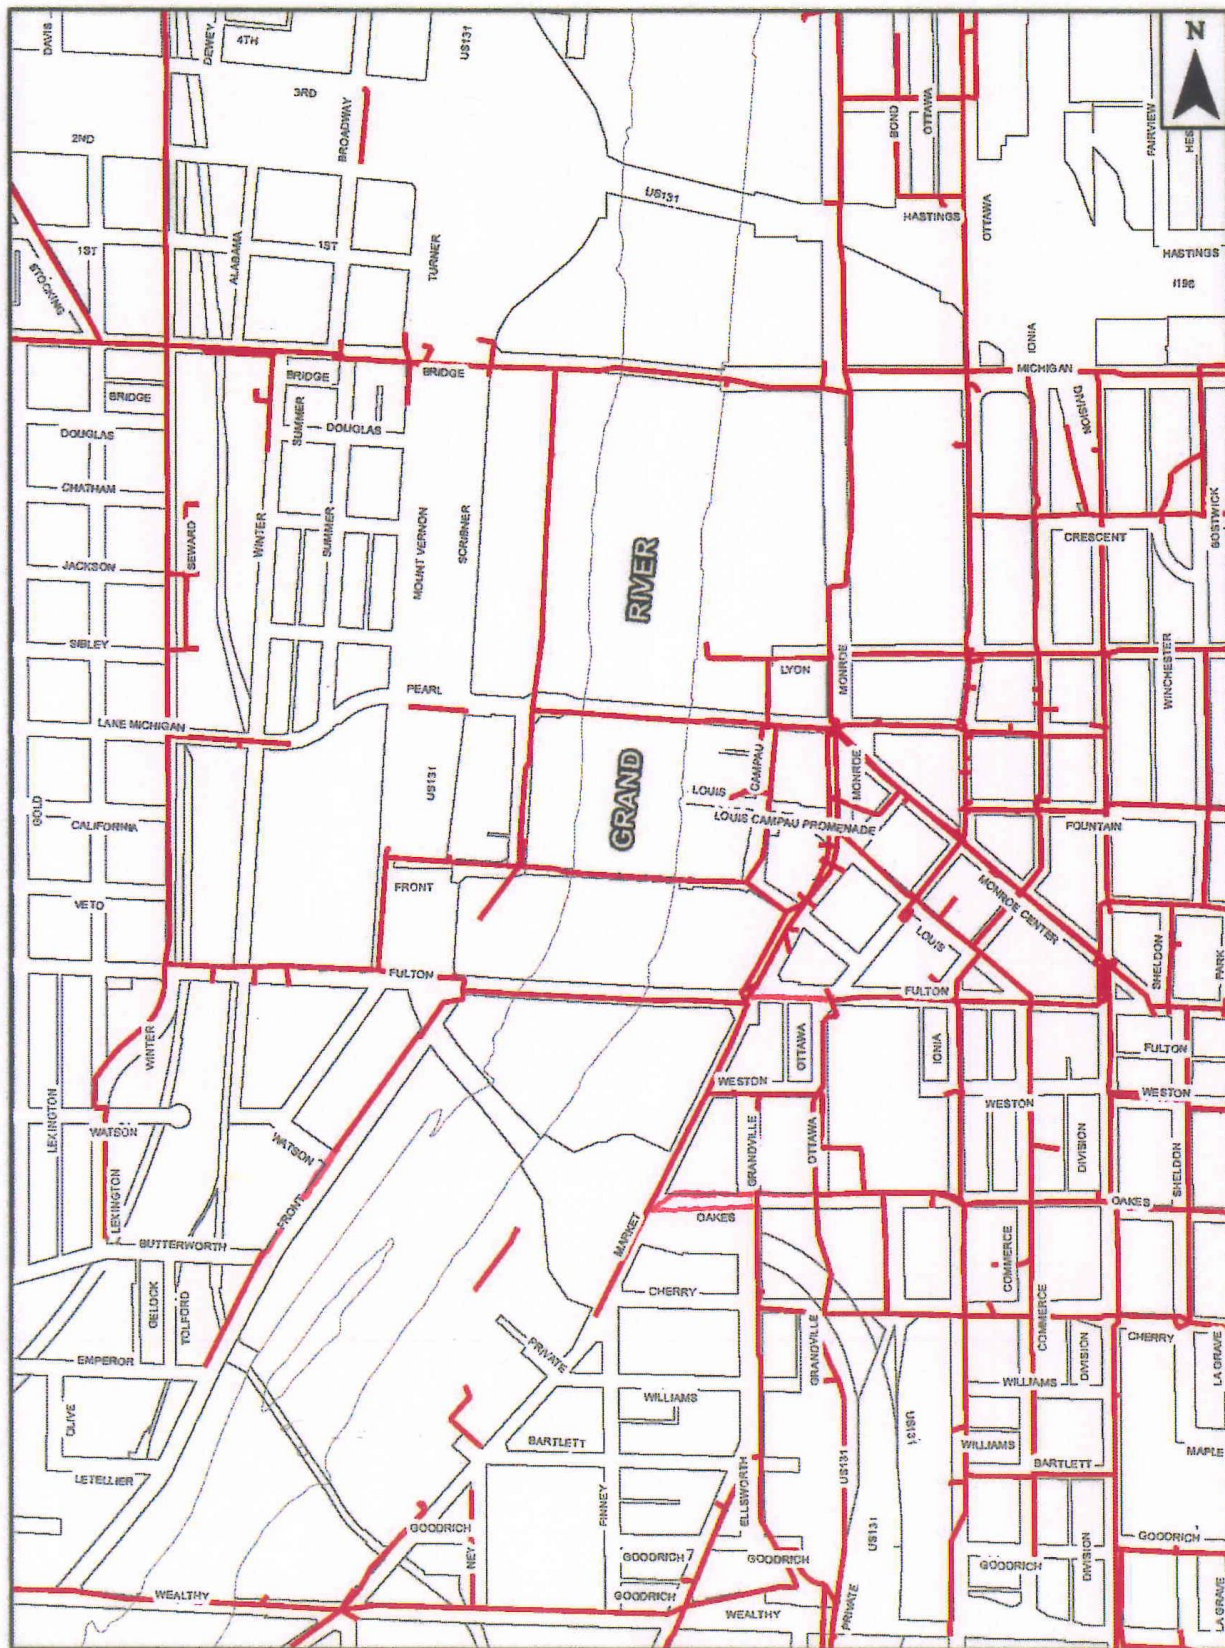 DAVIS
DEWEY
4TH
US131
N
3RD
2ND
BROADWAY
BOND
OTTAWA
FAIRVIEW
HES
US131
HASTINGS
OTTAWA
1ST
ALABAMA
1ST
TURNER
HASTINGS
STOCKING
I196
IONIA
MICHIGAN
BRIDGE
BRIDGE
BRIDGE
SUMMER
DOUGLAS
DOUGLAS
DIVISION
CHATHAM
BOSTWICK
SEWARD
WINTER
SUMMER
CRESCENT
JACKSON
MOUNT VERNON
SCRIBNER
RIVER
SIBLEY
LYON
MONROE
WINCHESTER
PEARL
LAKE MICHIGAN
GOLD
US131
GRAND
LOUIS
CAMPAU
MONROE
CALIFORNIA
LOUIS CAMPAU PROMENADE
FOUNTAIN
VETO
FRONT
MONROE CENTER
LOUIS
SHELDON
PARK
FULTON
FULTON
WINTER
OTTAWA
IONIA
FULTON
LEXINGTON
WATSON
WATSON
WESTON
WESTON
WESTON
GRANDVILLE
OTTAWA
DIVISION
SHELDON
LEXINGTON
FRONT
OAKES
OAKES
BUTTERWORTH
MARKET
GELOCK
TOLFORD
CHERRY
COMMERCE
COMMERCE
CHERRY
EMPEROR
PRIVATE
GRANDVILLE
DIVISION
LA GRAVE
WILLIAMS
WILLIAMS
OLIVE
BARTLETT
US131
WILLIAMS
MAPLE
LETELLIER
BARTLETT
ELLSWORTH
US131
FINNEY
GOODRICH
NEY
US131
GOODRICH
GOODRICH
GOODRICH
GOODRICH
DIVISION
GOODRICH
LA GRAVE
WEALTHY
WEALTHY
PRIVATE